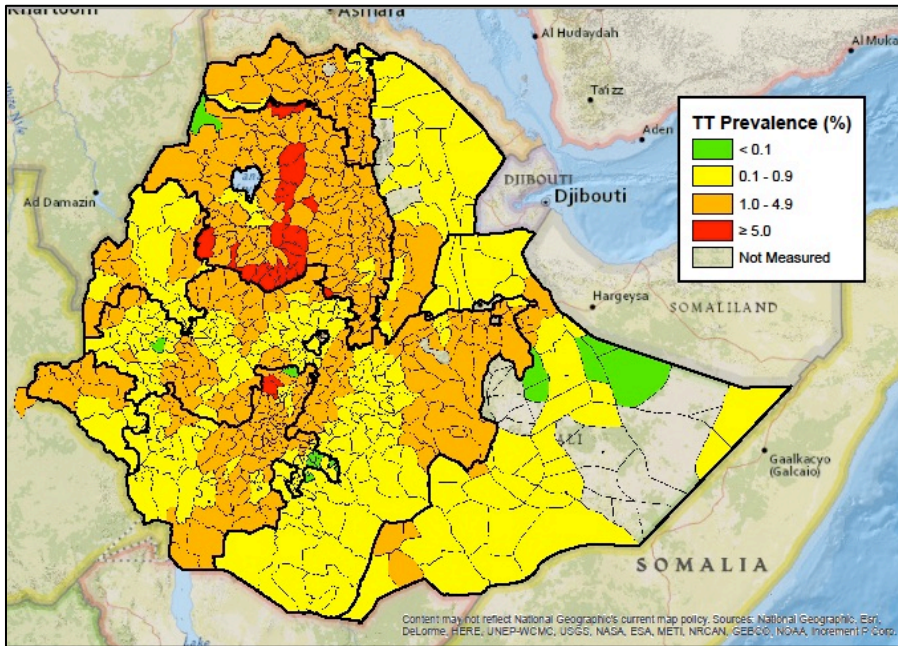 Khartoum
Asmara
Al Hudaydah
Al Muka
Ta'izz
Aden
TT Prevalence (%)
< 0.1
0.1 - 0.9
1.0 - 4.9
≥ 5.0
Not Measured
DJIBOUTI
Djibouti
Ad Damazin
Hargeysa
SOMALILAND
ALI
Gaalkacyo
(Galcaio)
SOMALIA
Lake
Content may not reflect National Geographic's current map policy. Sources: National Geographic, Esri,
DeLorme, HERE, UNEP-WCMC, USGS, NASA, ESA, METI, NRCAN, GEBCO, NOAA, increment P Corp.